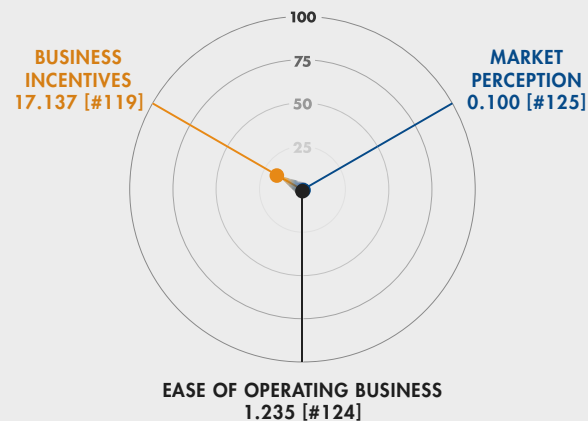 100
75
50
25
BUSINESS
INCENTIVES
17.137 [#119]
MARKET
PERCEPTION
0.100 [#125]
EASE OF OPERATING BUSINESS
1.235 [#124]